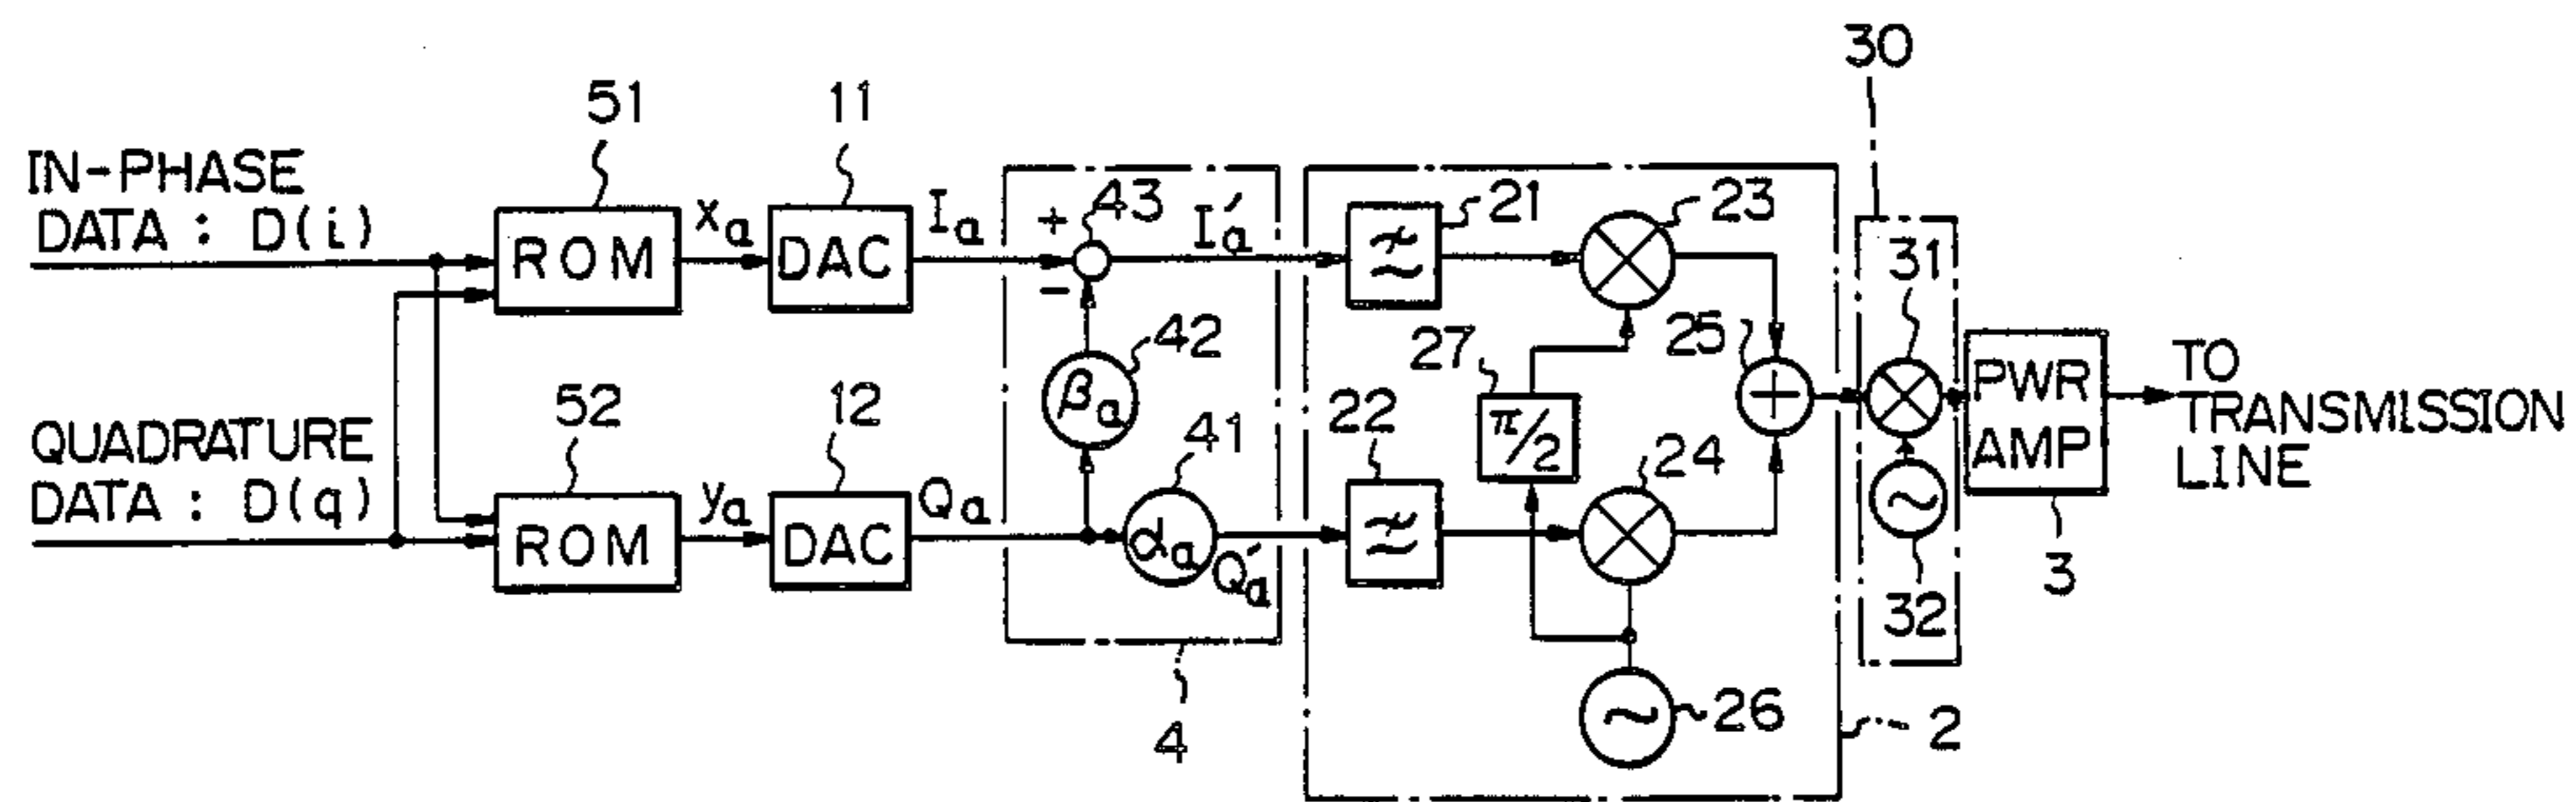 30
51
11
IN-PHASE
DATA : D(i)
ROM
xₐ
DAC
Iₐ
+
−
43
I′ₐ
21
23
31
42
βₐ
27
π/2
25
+
PWR
AMP
TO
TRANSMISSION
LINE
QUADRATURE
DATA : D(q)
52
ROM
yₐ
12
DAC
Qₐ
41
αₐ
Q′ₐ
22
24
32
3
26
4
2